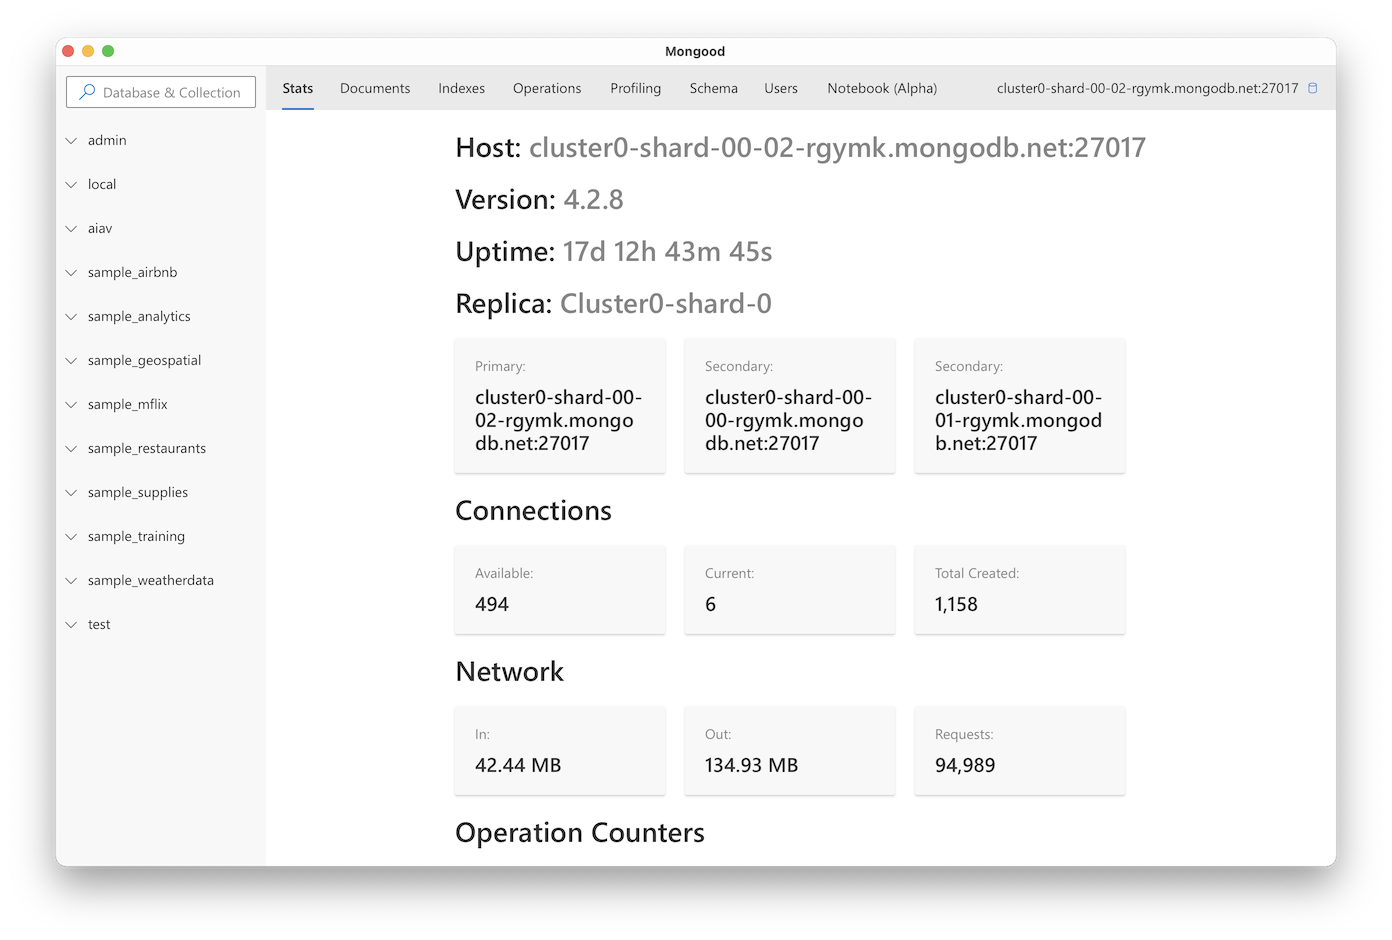 Mongood
Database & Collection
Stats
Documents
Indexes
Operations
Profiling
Schema
Users
Notebook (Alpha)
cluster0-shard-00-02-rgymk.mongodb.net:27017
admin
local
aiav
sample_airbnb
sample_analytics
sample_geospatial
sample_mflix
sample_restaurants
sample_supplies
sample_training
sample_weatherdata
test
Host: cluster0-shard-00-02-rgymk.mongodb.net:27017
Version: 4.2.8
Uptime: 17d 12h 43m 45s
Replica: Cluster0-shard-0
Primary:
cluster0-shard-00-
02-rgymk.mongo
db.net:27017
Secondary:
cluster0-shard-00-
00-rgymk.mongo
db.net:27017
Secondary:
cluster0-shard-00-
01-rgymk.mongod
b.net:27017
Connections
Available:
494
Current:
6
Total Created:
1,158
Network
In:
42.44 MB
Out:
134.93 MB
Requests:
94,989
Operation Counters